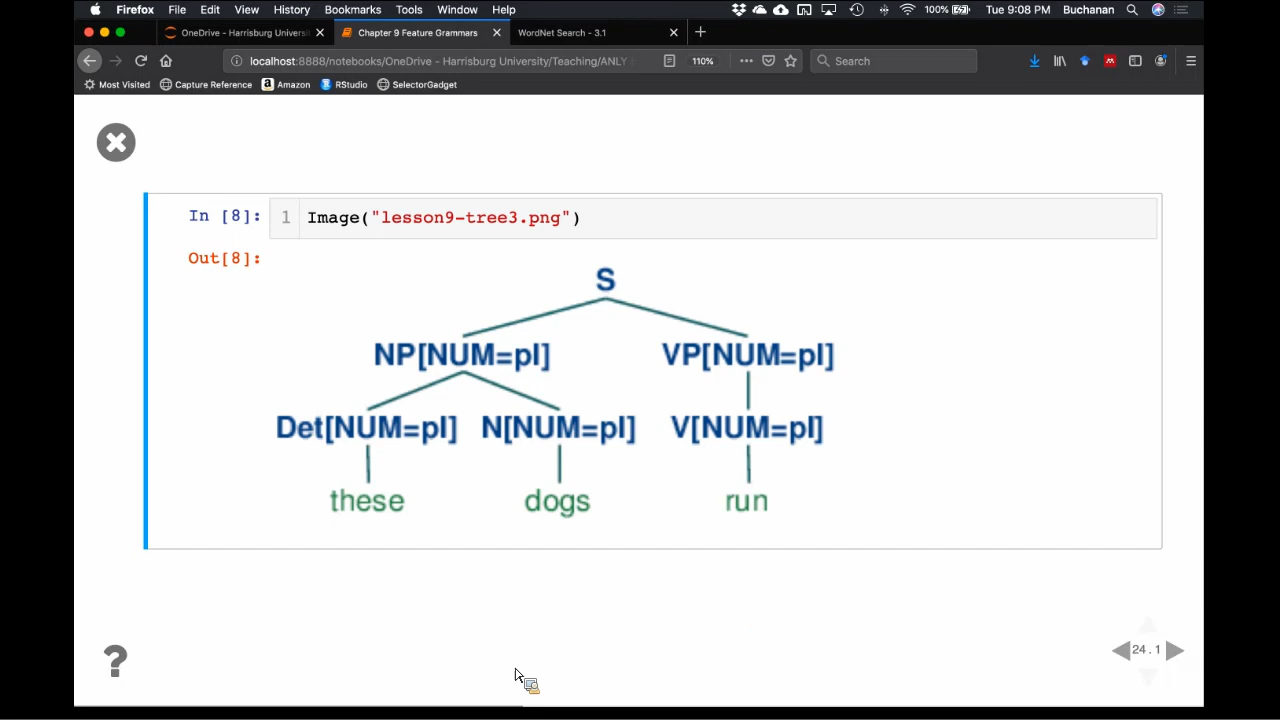 Firefox File Edit View History Bookmarks Tools Window Help 100% Tue 9:08 PM Buchanan
OneDrive - Harrisburg Universi Chapter 9 Feature Grammars WordNet Search - 3.1
localhost:8888/notebooks/OneDrive - Harrisburg University/Teaching/ANLY 110% Search
Most Visited Capture Reference Amazon RStudio SelectorGadget
In [8]: 1 Image("lesson9-tree3.png")
Out[8]:
S
NP[NUM=pl] VP[NUM=pl]
Det[NUM=pl] N[NUM=pl] V[NUM=pl]
these dogs run
?
24.1